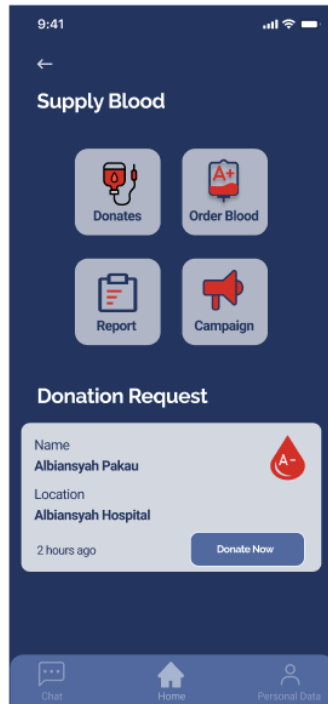 9:41
Supply Blood
Donates
A+
Order Blood
Report
Campaign
Donation Request
Name
Albiansyah Pakau
A-
Location
Albiansyah Hospital
2 hours ago
Donate Now
Chat
Home
Personal Data